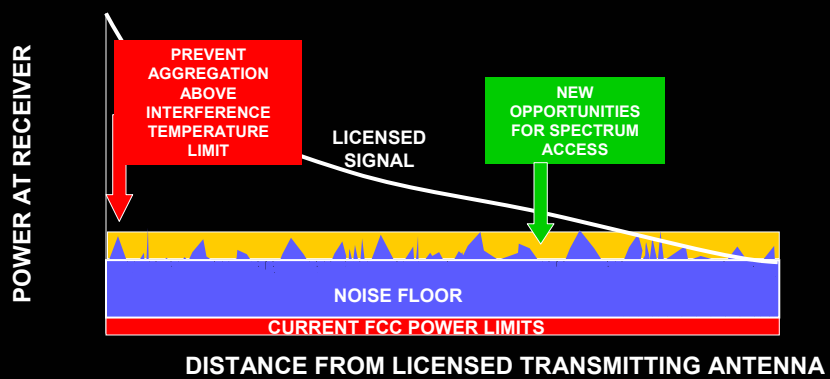 PREVENT
AGGREGATION
ABOVE
INTERFERENCE
TEMPERATURE
LIMIT
LICENSED
SIGNAL
NEW
OPPORTUNITIES
FOR SPECTRUM
ACCESS
POWER AT RECEIVER
NOISE FLOOR
CURRENT FCC POWER LIMITS
DISTANCE FROM LICENSED TRANSMITTING ANTENNA